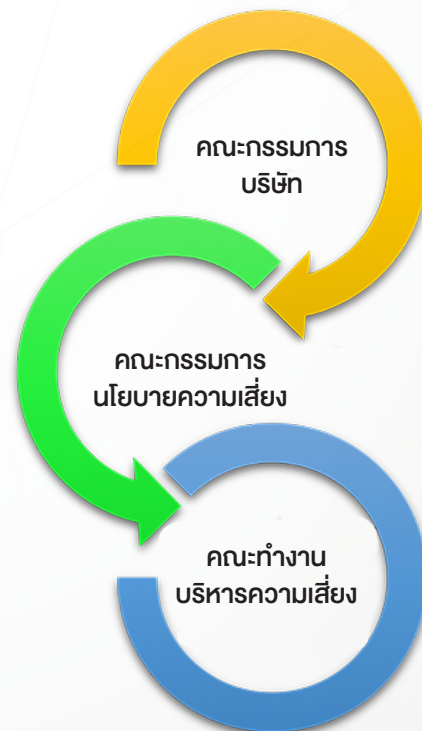 คณะกรรมการ
บริษัท
คณะกรรมการ
นโยบายความเสี่ยง
คณะทำงาน
บริหารความเสี่ยง